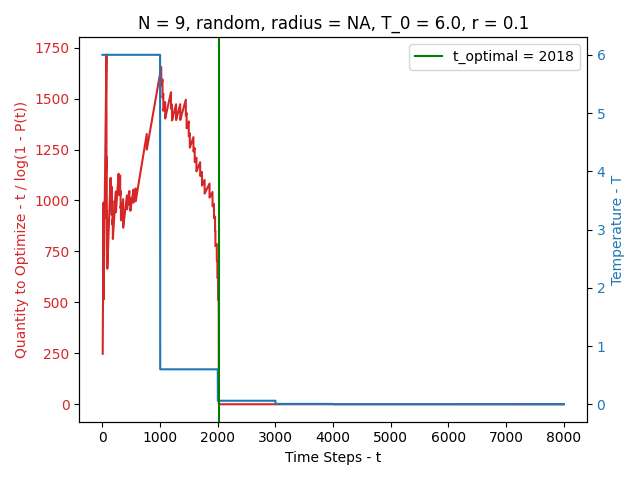 N = 9, random, radius = NA, T_0 = 6.0, r = 0.1
t_optimal = 2018
Quantity to Optimize - t / log(1 - P(t))
1750
1500
1250
1000
750
500
250
0
Temperature - T
6
5
4
3
2
1
0
0 1000 2000 3000 4000 5000 6000 7000 8000
Time Steps - t